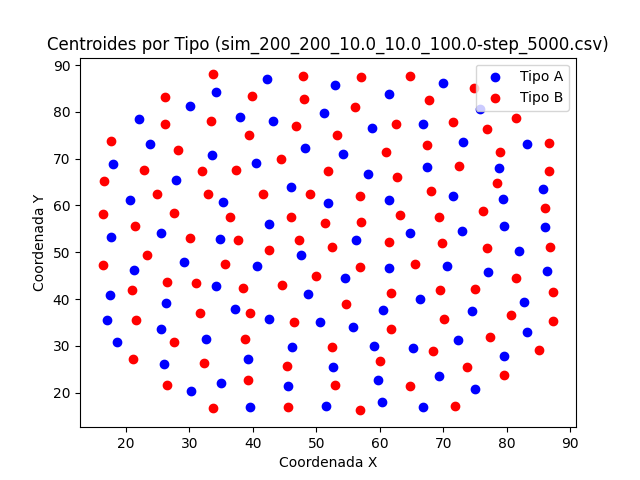 Centroides por Tipo (sim_200_200_10.0_10.0_100.0-step_5000.csv)
Tipo A
Tipo B
Coordenada Y
90
80
70
60
50
40
30
20
20 30 40 50 60 70 80 90
Coordenada X